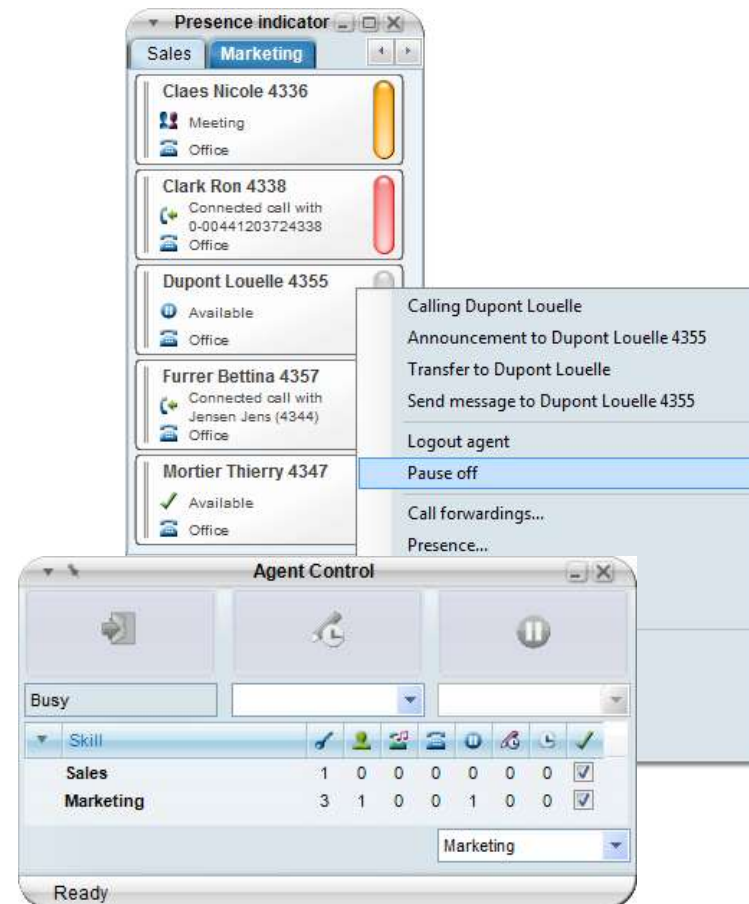 Presence indicator
Sales Marketing
Claes Nicole 4336
Meeting
Office
Clark Ron 4338
Connected call with
0-00441203724338
Office
Dupont Louelle 4355
Available
Office
Furrer Bettina 4357
Connected call with
Jensen Jens (4344)
Office
Mortier Thierry 4347
Available
Office
Calling Dupont Louelle
Announcement to Dupont Louelle 4355
Transfer to Dupont Louelle
Send message to Dupont Louelle 4355
Logout agent
Pause off
Call forwardings...
Presence...
Agent Control
Busy
Skill
Sales 1 0 0 0 0 0 0
Marketing 3 1 0 0 1 0 0
Marketing
Ready